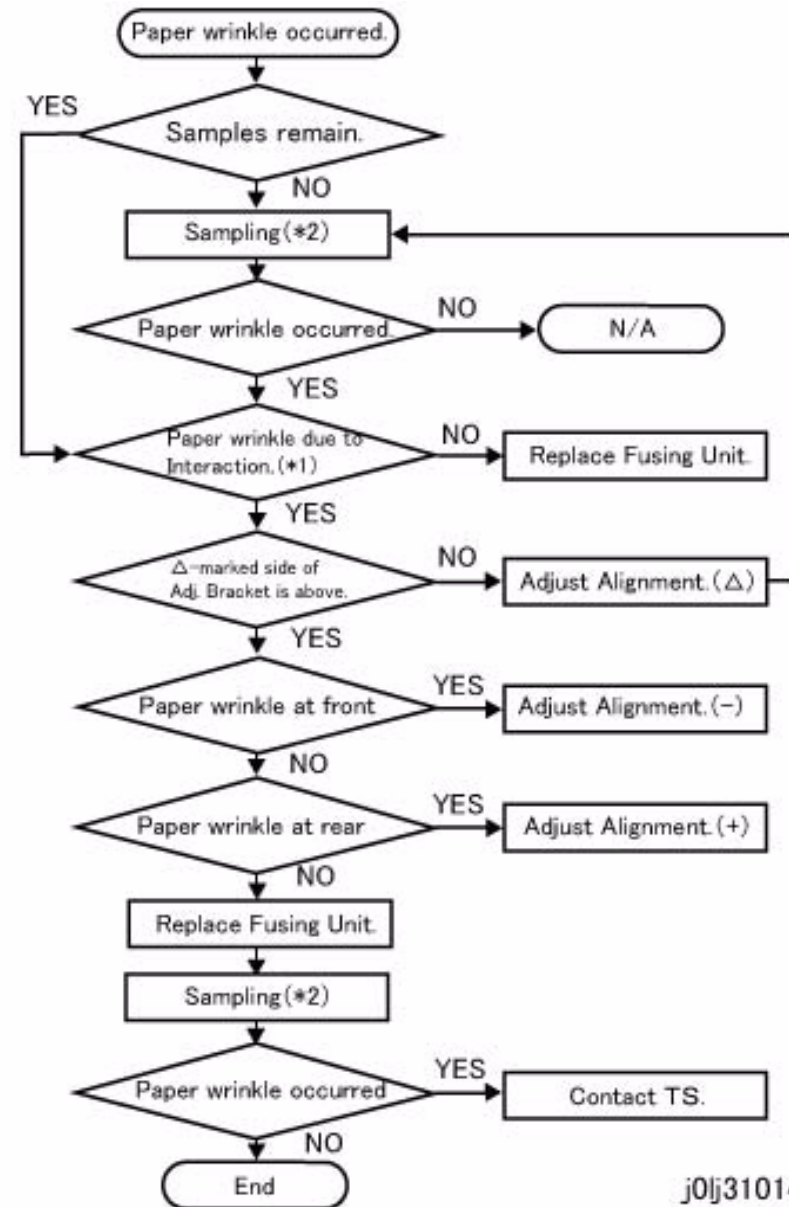 Paper wrinkle occurred.
YES
Samples remain.
NO
Sampling(*2)
Paper wrinkle occurred.
NO
N/A
YES
Paper wrinkle due to
Interaction.(*1)
NO
Replace Fusing Unit.
YES
△-marked side of
Adj. Bracket is above.
NO
Adjust Alignment.(△)
YES
Paper wrinkle at front
YES
Adjust Alignment.(-)
NO
Paper wrinkle at rear
YES
Adjust Alignment.(+)
NO
Replace Fusing Unit.
Sampling(*2)
Paper wrinkle occurred
YES
Contact TS.
NO
End